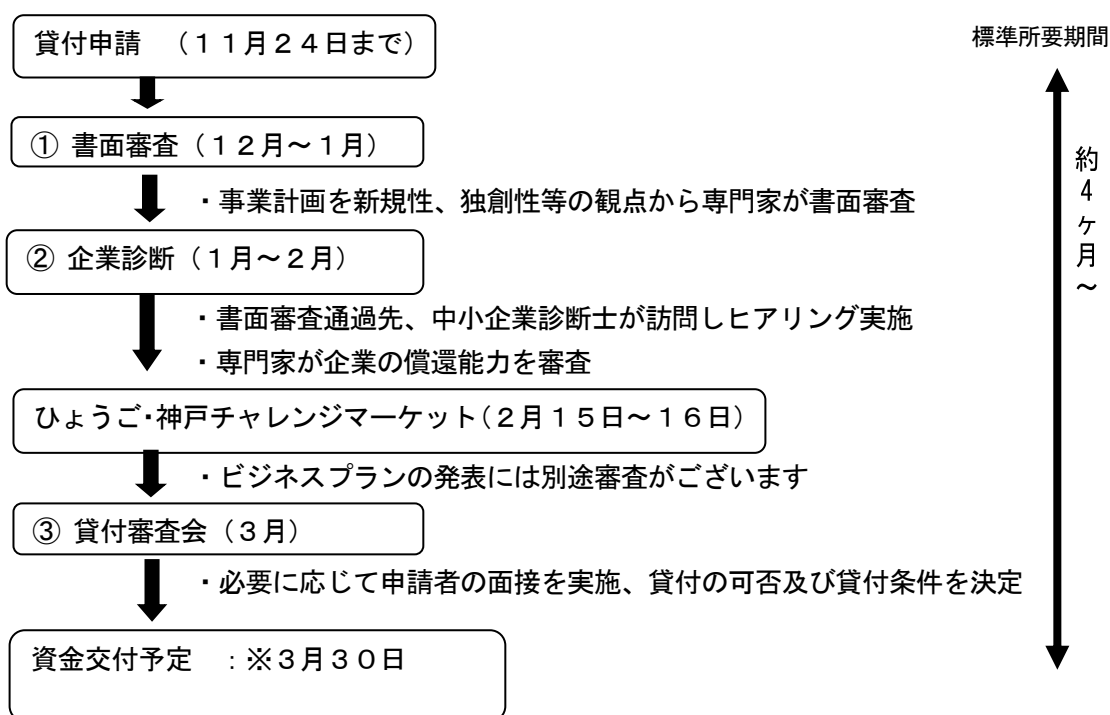 貸付申請　（１１月２４日まで）
標準所要期間
① 書面審査（１２月～１月）
・事業計画を新規性、独創性等の観点から専門家が書面審査
約４ヶ月～
② 企業診断（１月～２月）
・書面審査通過先、中小企業診断士が訪問しヒアリング実施
・専門家が企業の償還能力を審査
ひょうご・神戸チャレンジマーケット（２月１５日～１６日）
・ビジネスプランの発表には別途審査がございます
③ 貸付審査会（３月）
・必要に応じて申請者の面接を実施、貸付の可否及び貸付条件を決定
資金交付予定　：※３月３０日